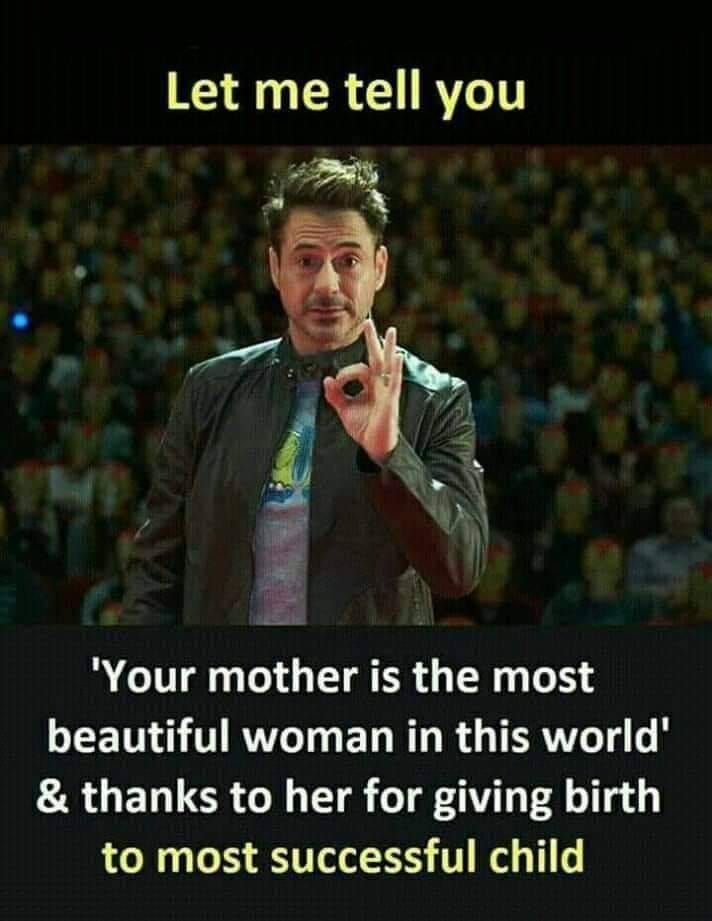 Let me tell you
'Your mother is the most
beautiful woman in this world'
& thanks to her for giving birth
to most successful child